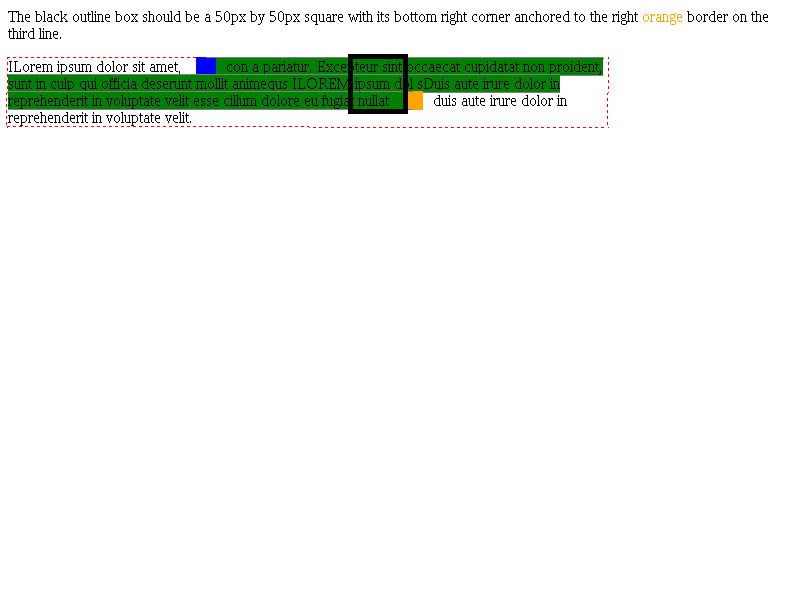 The black outline box should be a 50px by 50px square with its bottom right corner anchored to the right orange border on the
third line.
ILorem ipsum dolor sit amet, con a pariatur. Excepteur sint occaecat cupidatat non proident,
sunt in culp qui officia deserunt mollit animequs ILOREM ipsum dol sDuis aute irure dolor in
reprehenderit in voluptate velit esse cillum dolore eu fugiat nullat duis aute irure dolor in
reprehenderit in voluptate velit.